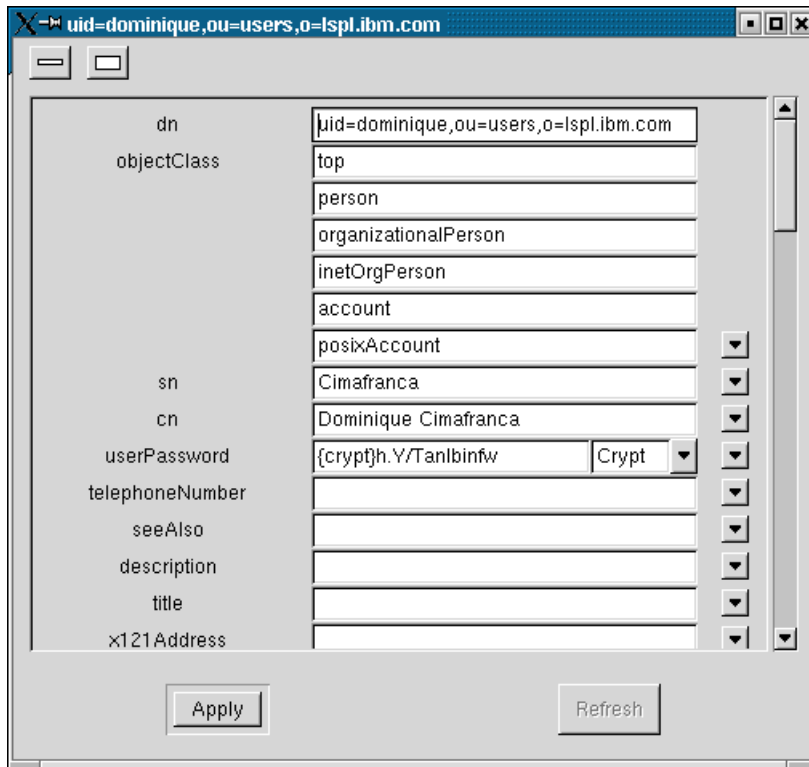 uid=dominique,ou=users,o=lspl.ibm.com
dn uid=dominique,ou=users,o=lspl.ibm.com
objectClass top
person
organizationalPerson
inetOrgPerson
account
posixAccount
sn Cimafranca
cn Dominique Cimafranca
userPassword {crypt}h.Y/TanIbinfw Crypt
telephoneNumber
seeAlso
description
title
x121Address
Apply Refresh